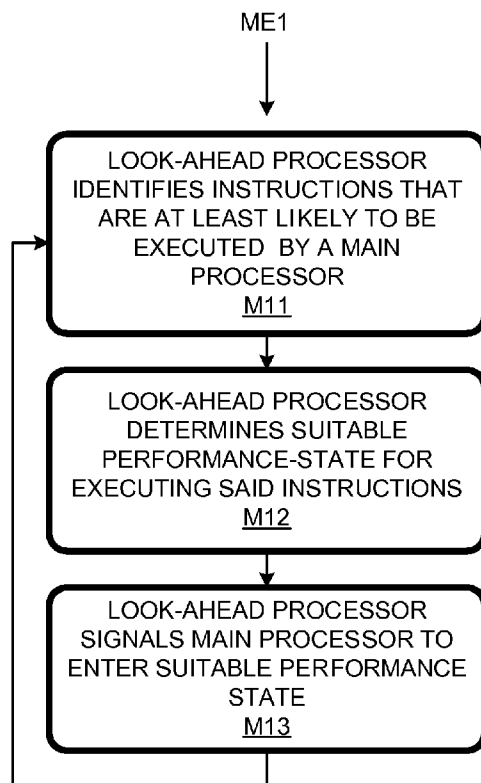 ME1
LOOK-AHEAD PROCESSOR
IDENTIFIES INSTRUCTIONS THAT
ARE AT LEAST LIKELY TO BE
EXECUTED BY A MAIN
PROCESSOR
M11
LOOK-AHEAD PROCESSOR
DETERMINES SUITABLE
PERFORMANCE-STATE FOR
EXECUTING SAID INSTRUCTIONS
M12
LOOK-AHEAD PROCESSOR
SIGNALS MAIN PROCESSOR TO
ENTER SUITABLE PERFORMANCE
STATE
M13